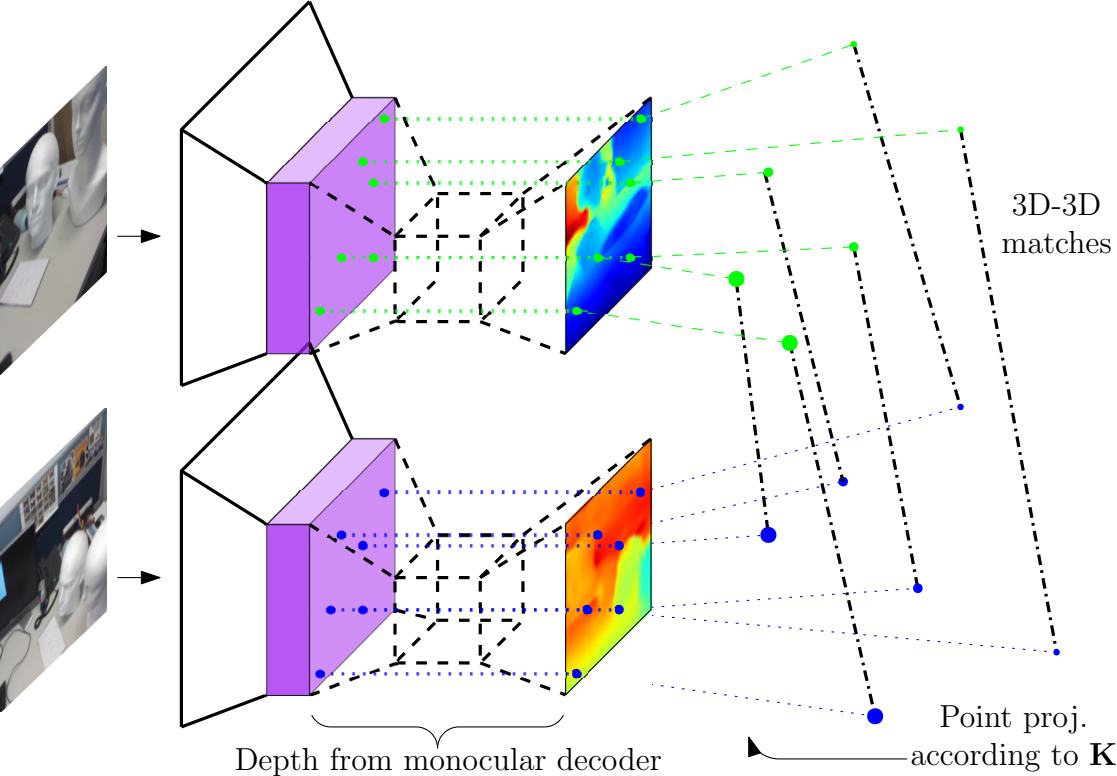 3D-3D
matches
Point proj.
according to K
Depth from monocular decoder